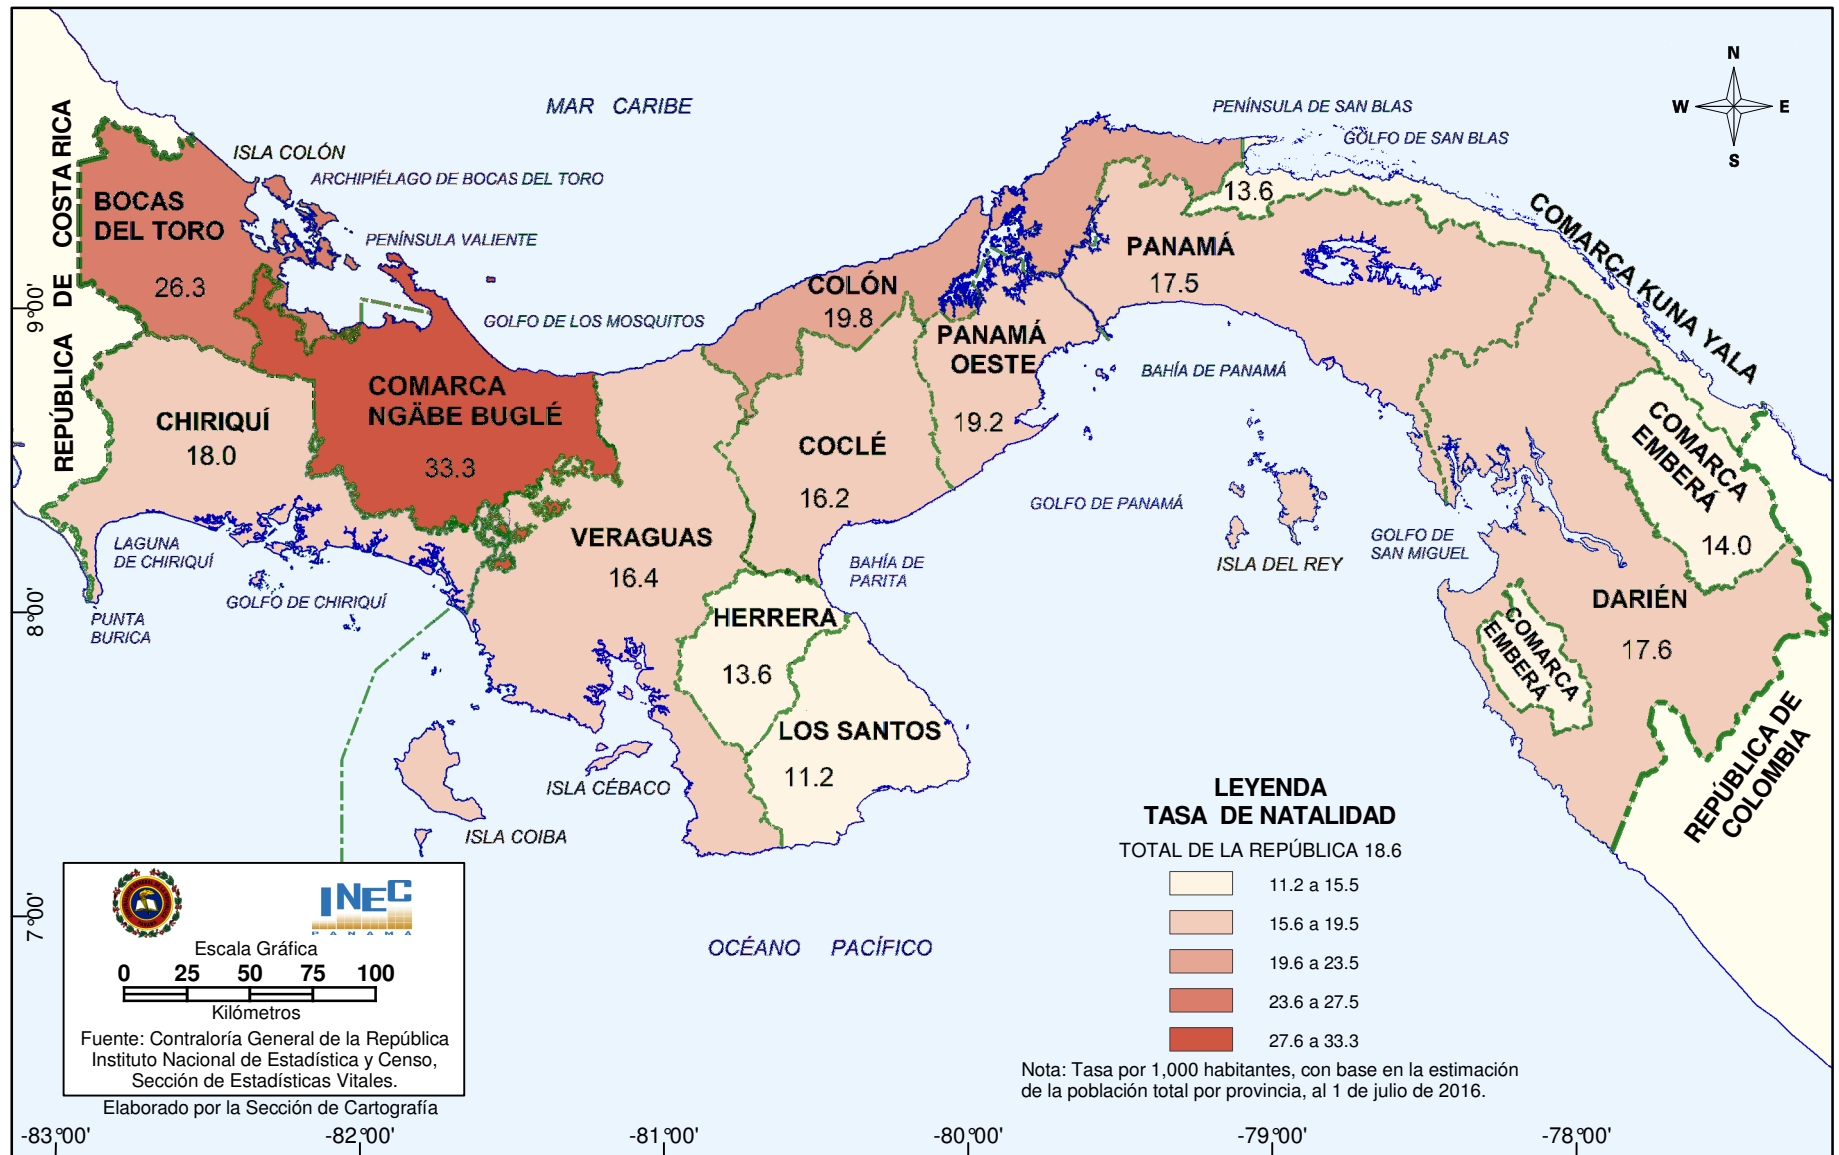 MAR CARIBE
PENÍNSULA DE SAN BLAS
GOLFO DE SAN BLAS
N
W
E
S
REPÚBLICA DE COSTA RICA
ISLA COLÓN
ARCHIPIÉLAGO DE BOCAS DEL TORO
BOCAS
DEL TORO
26.3
PENÍNSULA VALIENTE
GOLFO DE LOS MOSQUITOS
COLÓN
19.8
PANAMÁ
17.5
13.6
COMARCA KUNA YALA
PANAMÁ
OESTE
19.2
BAHÍA DE PANAMÁ
CHIRIQUÍ
18.0
COMARCA
NGÄBE BUGLÉ
33.3
COCLÉ
16.2
VERAGUAS
16.4
GOLFO DE PANAMÁ
ISLA DEL REY
GOLFO DE
SAN MIGUEL
COMARCA
EMBERÁ
14.0
DARIÉN
17.6
COMARCA
EMBERÁ
REPÚBLICA DE
COLOMBIA
LAGUNA
DE CHIRIQUÍ
PUNTA
BURICA
GOLFO DE CHIRIQUÍ
BAHÍA DE
PARITA
HERRERA
13.6
LOS SANTOS
11.2
ISLA CÉBACO
ISLA COIBA
OCÉANO PACÍFICO
LEYENDA
TASA DE NATALIDAD
TOTAL DE LA REPÚBLICA 18.6
11.2 a 15.5
15.6 a 19.5
19.6 a 23.5
23.6 a 27.5
27.6 a 33.3
Nota: Tasa por 1,000 habitantes, con base en la estimación
de la población total por provincia, al 1 de julio de 2016.
INEC
PANAMÁ
Escala Gráfica
0 25 50 75 100
Kilómetros
Fuente: Contraloría General de la República
Instituto Nacional de Estadística y Censo,
Sección de Estadísticas Vitales.
Elaborado por la Sección de Cartografía
9°00'
8°00'
7°00'
-83°00' -82°00' -81°00' -80°00' -79°00' -78°00'